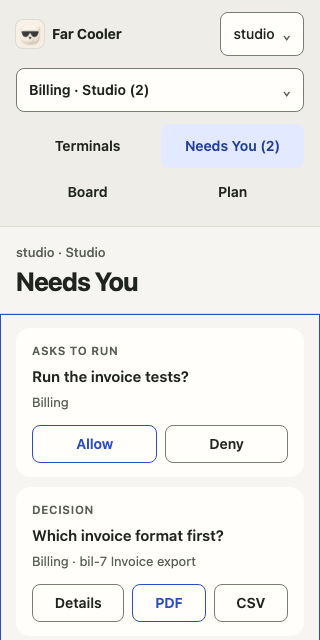 Far Cooler
studio
Billing · Studio (2)
Terminals
Needs You (2)
Board
Plan
studio · Studio
Needs You
ASKS TO RUN
Run the invoice tests?
Billing
Allow
Deny
DECISION
Which invoice format first?
Billing · bil-7 Invoice export
Details
PDF
CSV